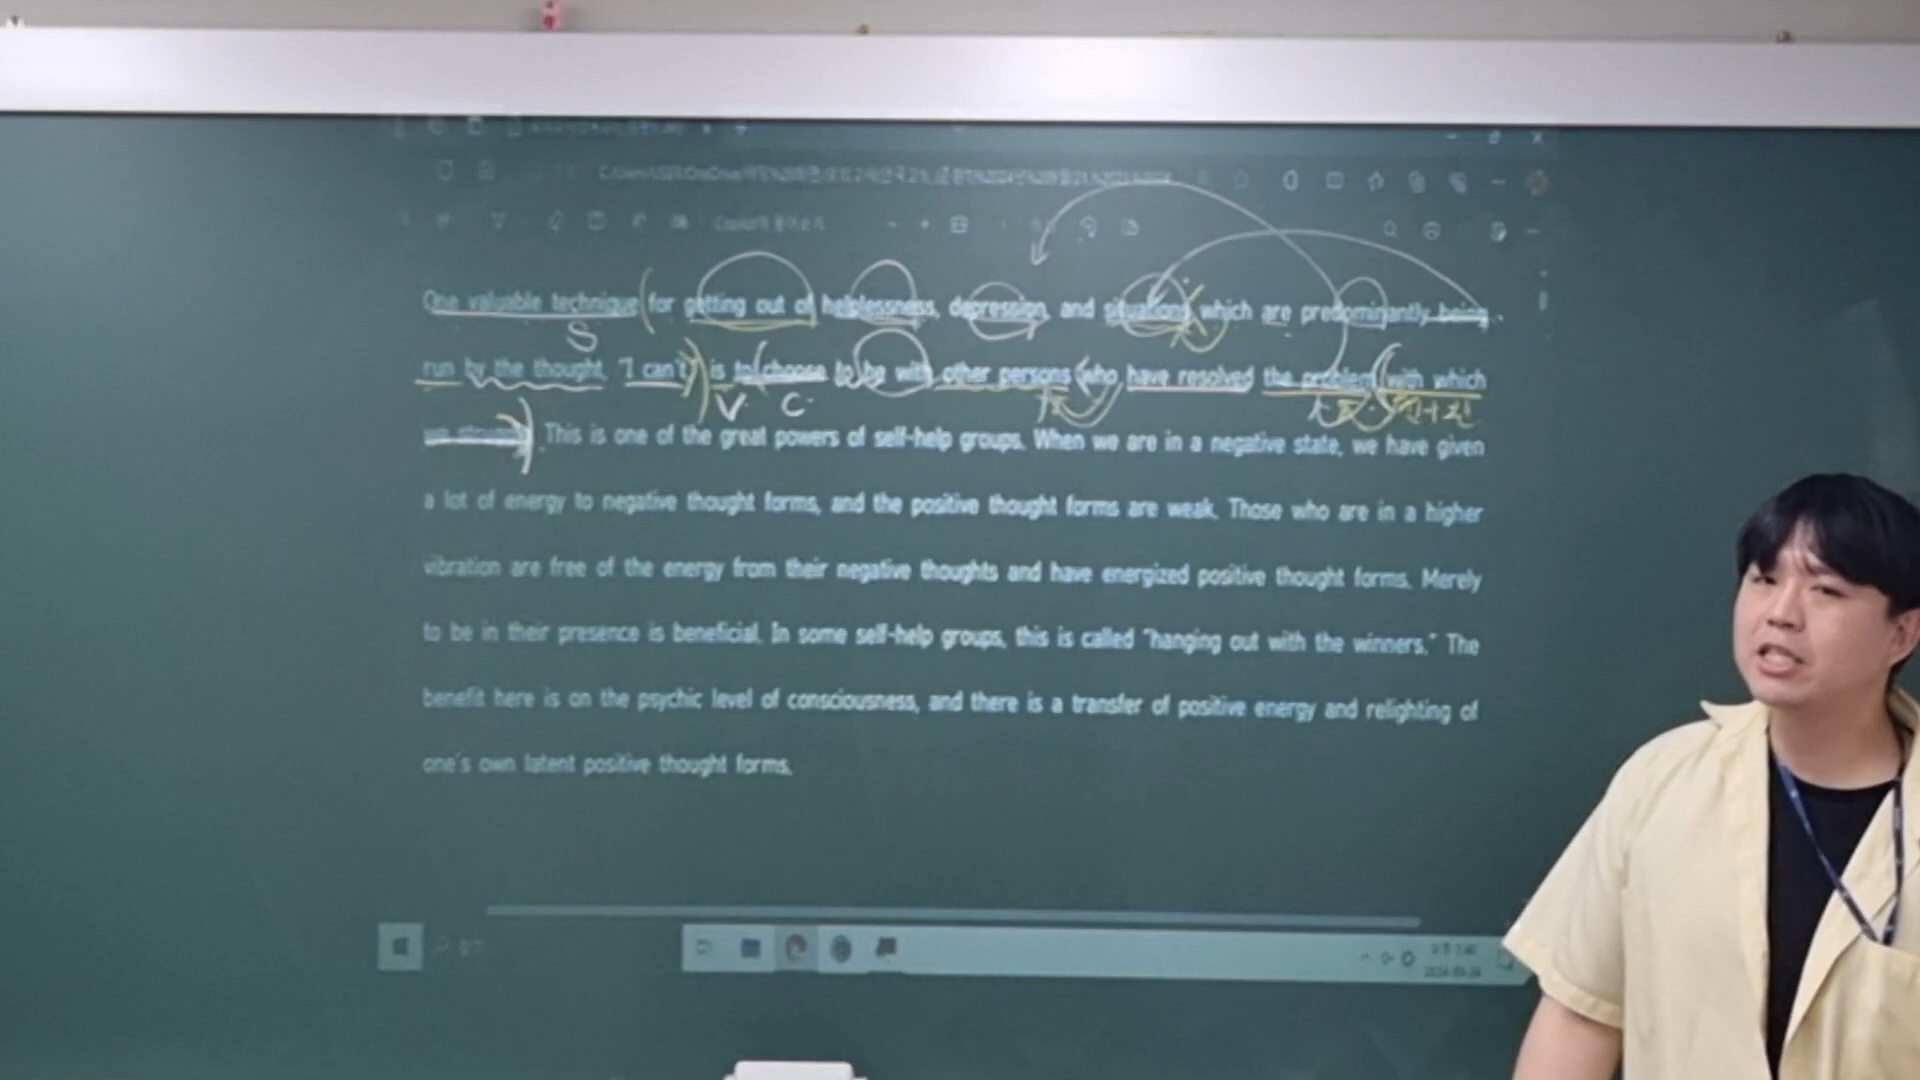 One valuable technique for getting out of helplessness, depression, and situations which are predominantly being
run by the thought, "I can't," is to choose to be with other persons who have resolved the problem with which
S
V C
선 전+관
we This is one of the great powers of self-help groups. When we are in a negative state, we have given
a lot of energy to negative thought forms, and the positive thought forms are weak. Those who are in a higher
vibration are free of the energy from their negative thoughts and have energized positive thought forms. Merely
to be in their presence is beneficial. In some self-help groups, this is called "hanging out with the winners." The
benefit here is on the psychic level of consciousness, and there is a transfer of positive energy and relighting of
one's own latent positive thought forms.